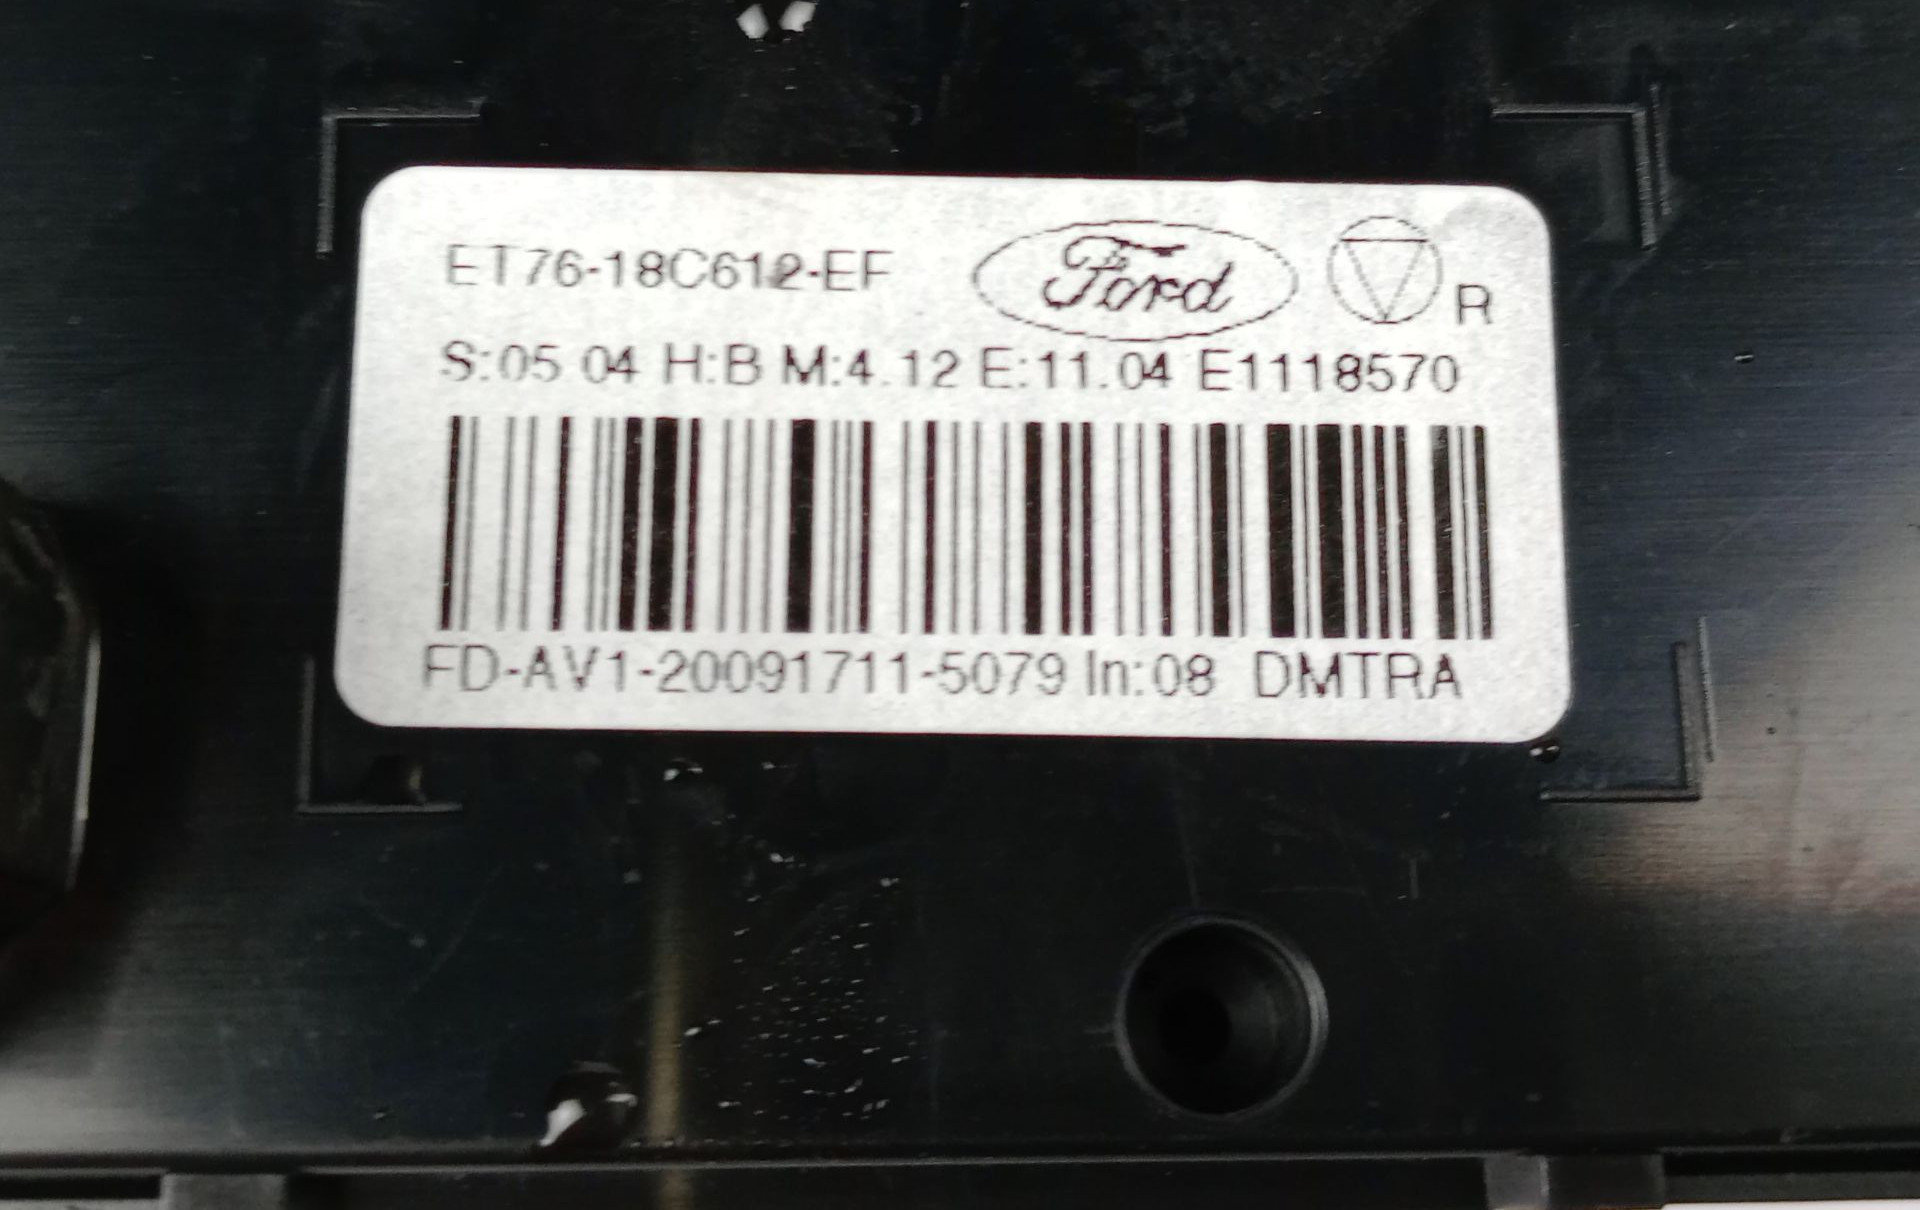 ET76-18C612-EF Ford R
S:05 04 H:B M:4.12 E:11.04 E1118570
FD-AV1-20091711-5079 In:08 DMTRA